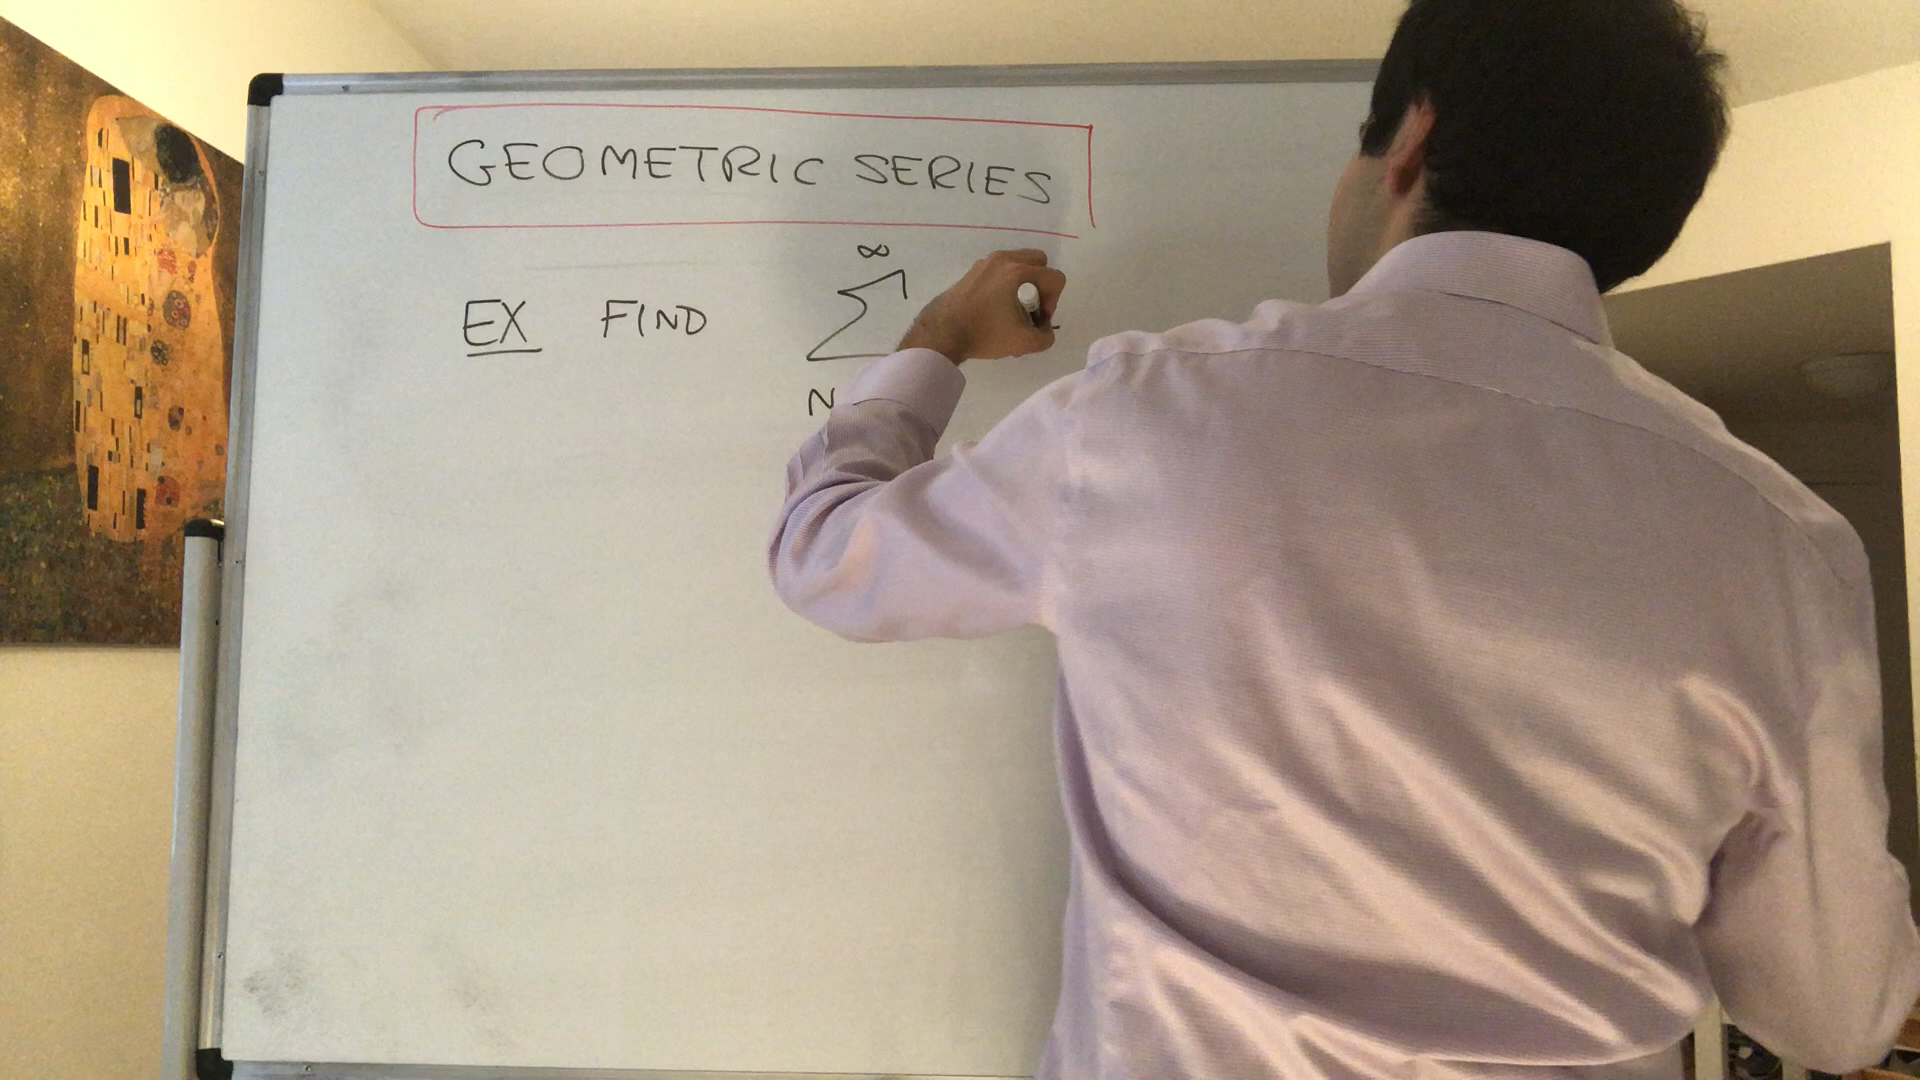 GEOMETRIC SERIES
EX FIND ∞ Σ N